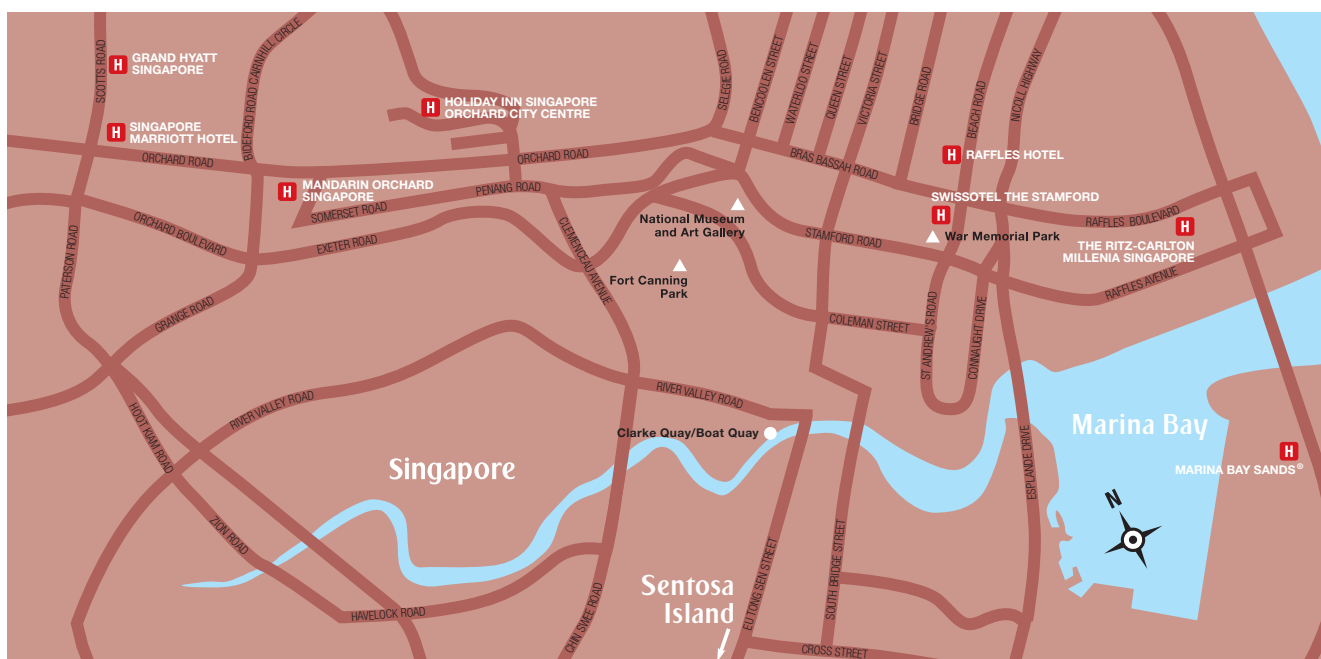 GRAND HYATT
SINGAPORE
SCOTTS ROAD
SINGAPORE
MARRIOTT HOTEL
BIDEFORD ROAD
CAIRNHILL CIRCLE
HOLIDAY INN SINGAPORE
ORCHARD CITY CENTRE
SELEGIE ROAD
BENCOOLEN STREET
WATERLOO STREET
QUEEN STREET
VICTORIA STREET
BRIDGE ROAD
BEACH ROAD
NICOLL HIGHWAY
ORCHARD ROAD
ORCHARD ROAD
BRAS BASSAH ROAD
RAFFLES HOTEL
MANDARIN ORCHARD
SINGAPORE
SOMERSET ROAD
PENANG ROAD
SWISSOTEL THE STAMFORD
ORCHARD BOULEVARD
EXETER ROAD
National Museum
and Art Gallery
STAMFORD ROAD
War Memorial Park
RAFFLES BOULEVARD
THE RITZ-CARLTON
MILLENIA SINGAPORE
PATERSON ROAD
GRANGE ROAD
CLEMENCEAU AVENUE
Fort Canning
Park
RAFFLES AVENUE
COLEMAN STREET
ST ANDREW'S ROAD
CONNAUGHT DRIVE
HOOT KIAM ROAD
RIVER VALLEY ROAD
RIVER VALLEY ROAD
Clarke Quay/Boat Quay
Marina Bay
ESPLANDE DRIVE
MARINA BAY SANDS®
Singapore
N
ZION ROAD
HAVELOCK ROAD
CHIN SWEE ROAD
Sentosa
Island
EU TONG SEN STREET
SOUTH BRIDGE STREET
CROSS STREET
H
H
H
H
H
H
H
H